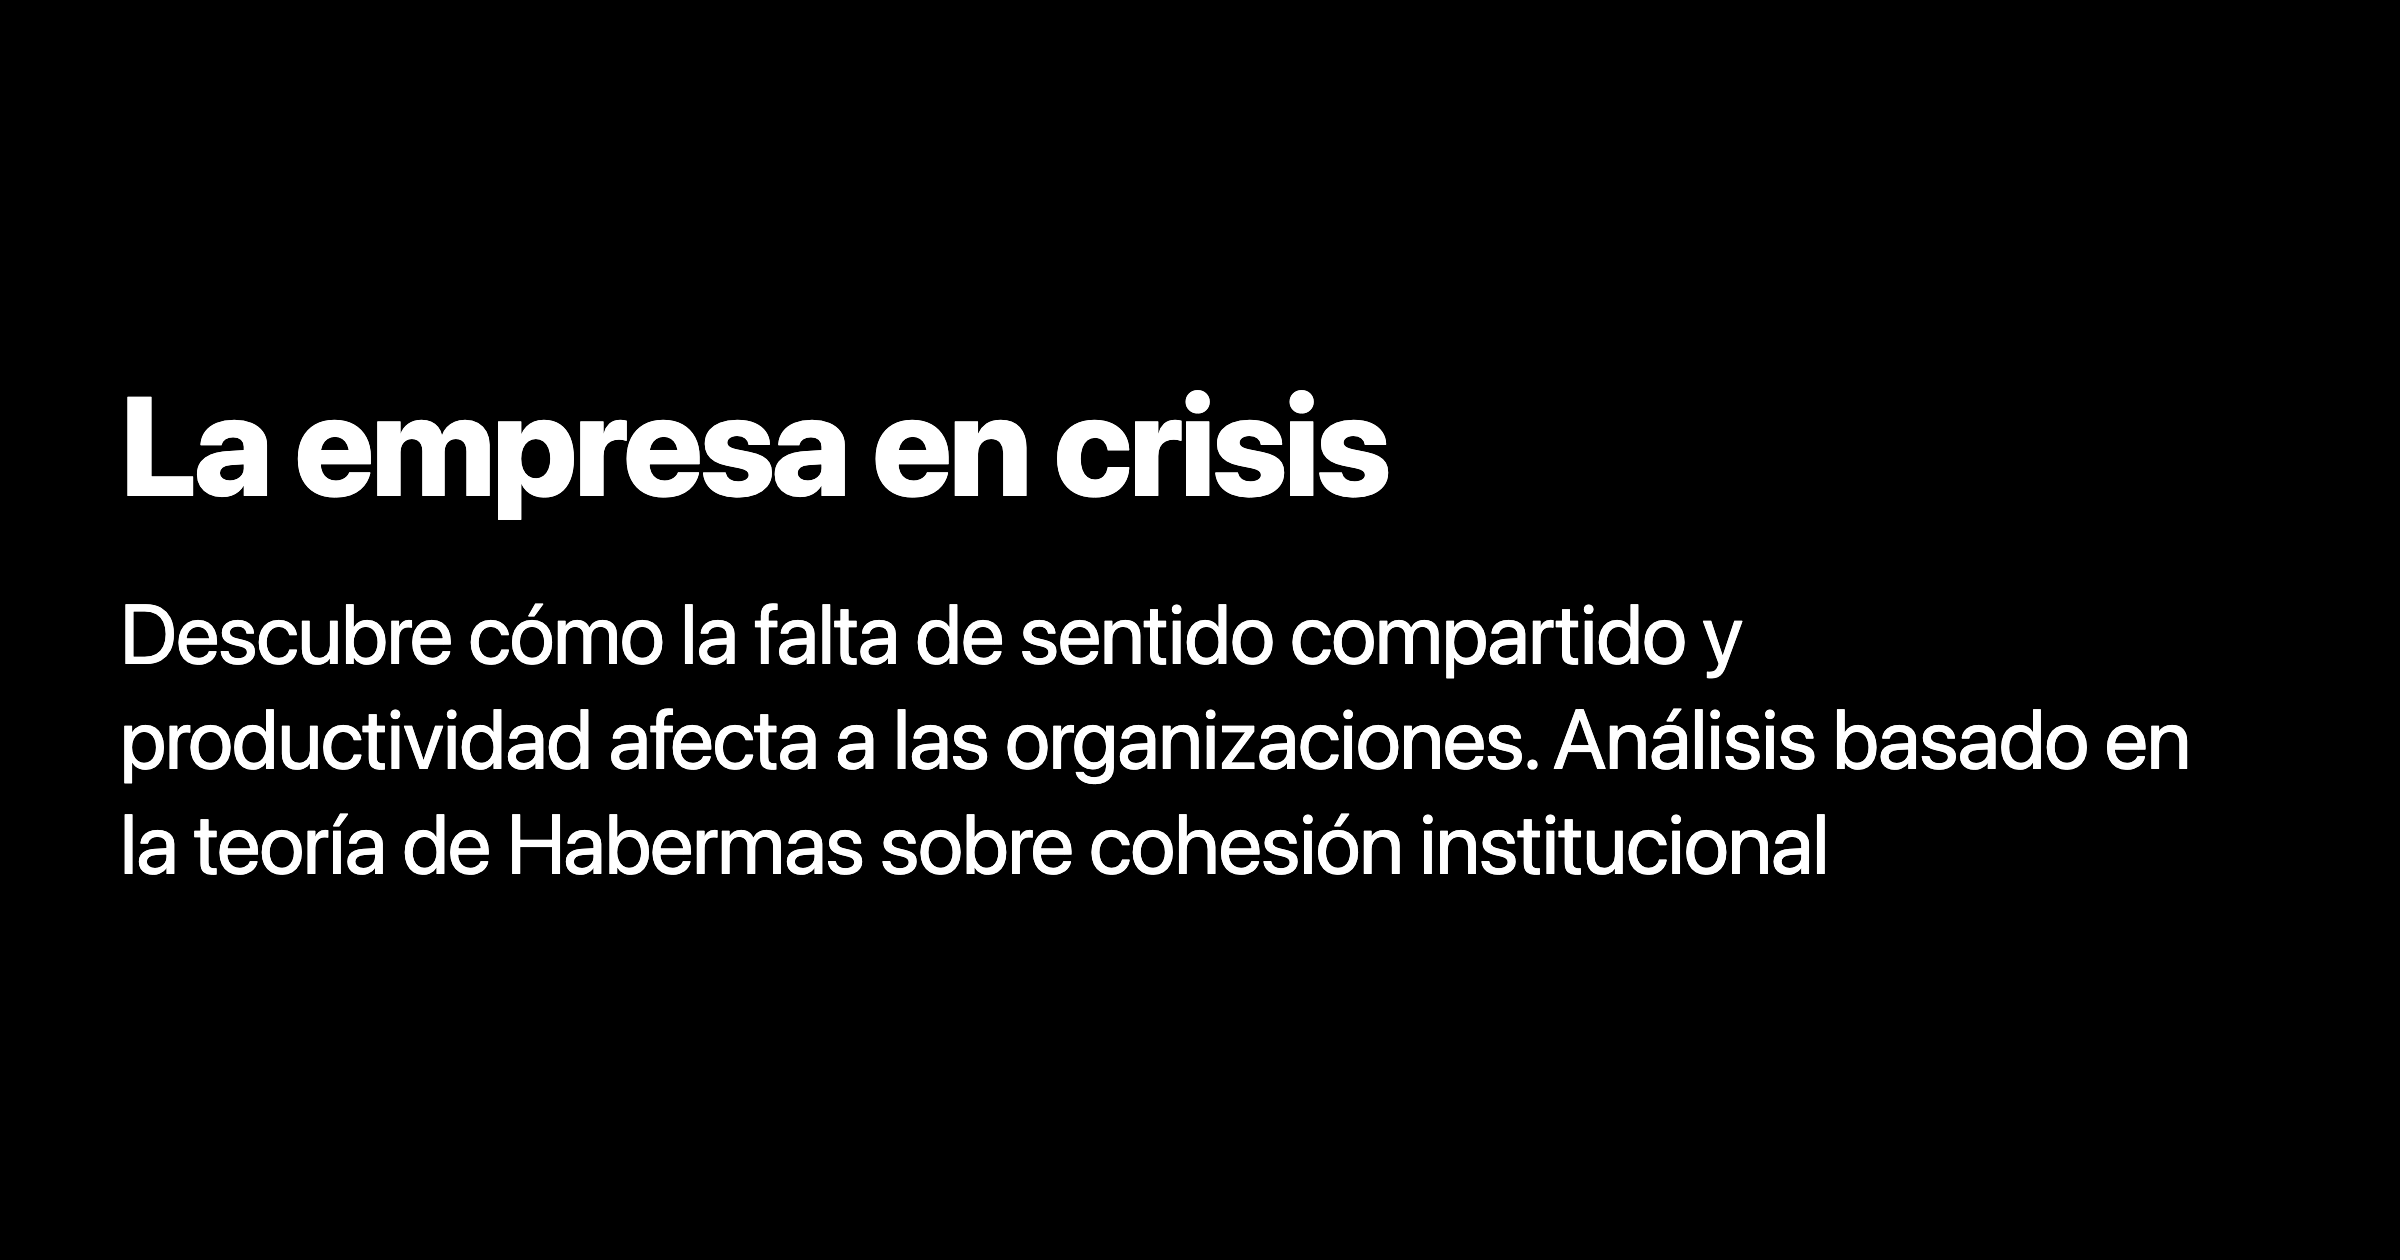 La empresa en crisis
Descubre cómo la falta de sentido compartido y
productividad afecta a las organizaciones. Análisis basado en
la teoría de Habermas sobre cohesión institucional